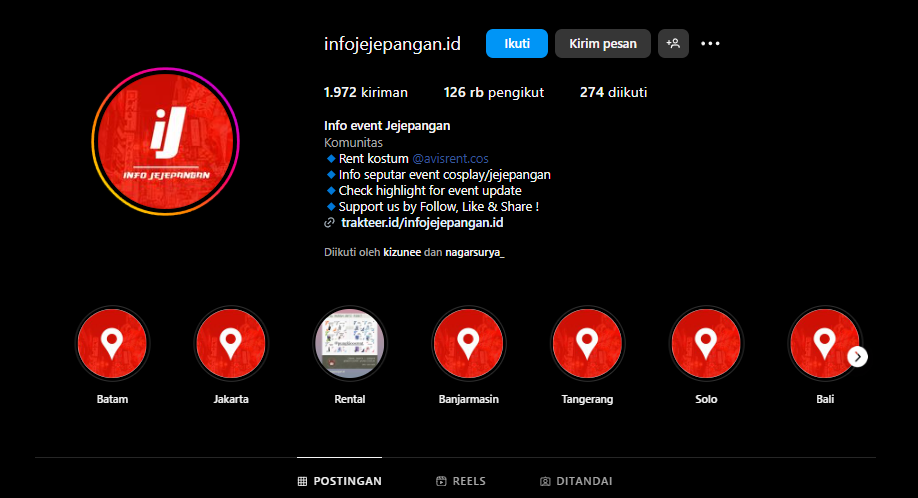 infojejepangan.id
Ikuti
Kirim pesan
1.972 kiriman
126 rb pengikut
274 diikuti
iJ
INFO JEJEPANGAN
Info event Jejepangan
Komunitas
Rent kostum @avisrent.cos
Info seputar event cosplay/jejepangan
Check highlight for event update
Support us by Follow, Like & Share !
trakteer.id/infojejepangan.id
Diikuti oleh kizunee dan nagarsurya_
Batam
Jakarta
Rental
Banjarmasin
Tangerang
Solo
Bali
POSTINGAN
REELS
DITANDAI